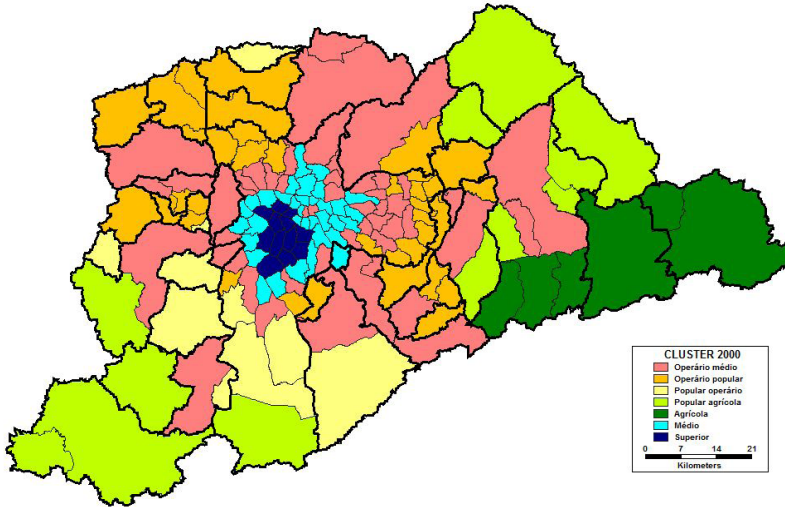 CLUSTER 2000
Operário médio
Operário popular
Popular operário
Popular agrícola
Agrícola
Médio
Superior
0 7 14 21
Kilometers